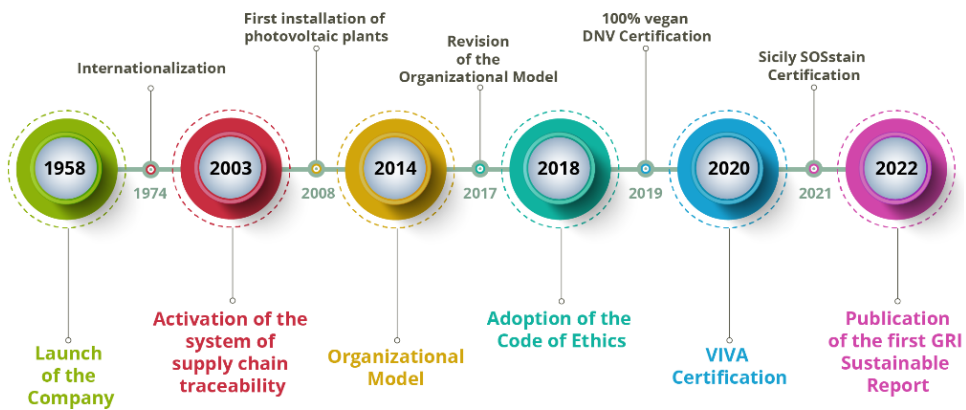 First installation of
photovoltaic plants
100% vegan
DNV Certification
Revision
of the
Organizational Model
Sicily SOSstain
Certification
Internationalization
1958
2003
2014
2018
2020
2022
1974
2008
2017
2019
2021
Launch
of the
Company
Activation of the
system of
supply chain
traceability
Organizational
Model
Adoption of the
Code of Ethics
VIVA
Certification
Publication
of the first GRI
Sustainable
Report